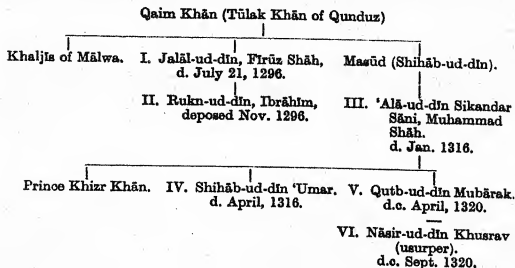 Qaim Khān (Tūlak Khān of Qunduz)
Khaljīs of Mālwa. I. Jalāl-ud-dīn, Fīrūz Shāh, Masūd (Shihāb-ud-dīn).
d. July 21, 1296.
II. Rukn-ud-dīn, Ibrāhīm, III. ‘Alā-ud-dīn Sikandar
deposed Nov. 1296. Sāni, Muhammad
Shāh.
d. Jan. 1316.
Prince Khizr Khān. IV. Shihāb-ud-dīn ‘Umar. V. Qutb-ud-dīn Mubārak.
d. April, 1316. d.c. April, 1320.
VI. Nāsir-ud-dīn Khusrav
(usurper).
d.c. Sept. 1320.